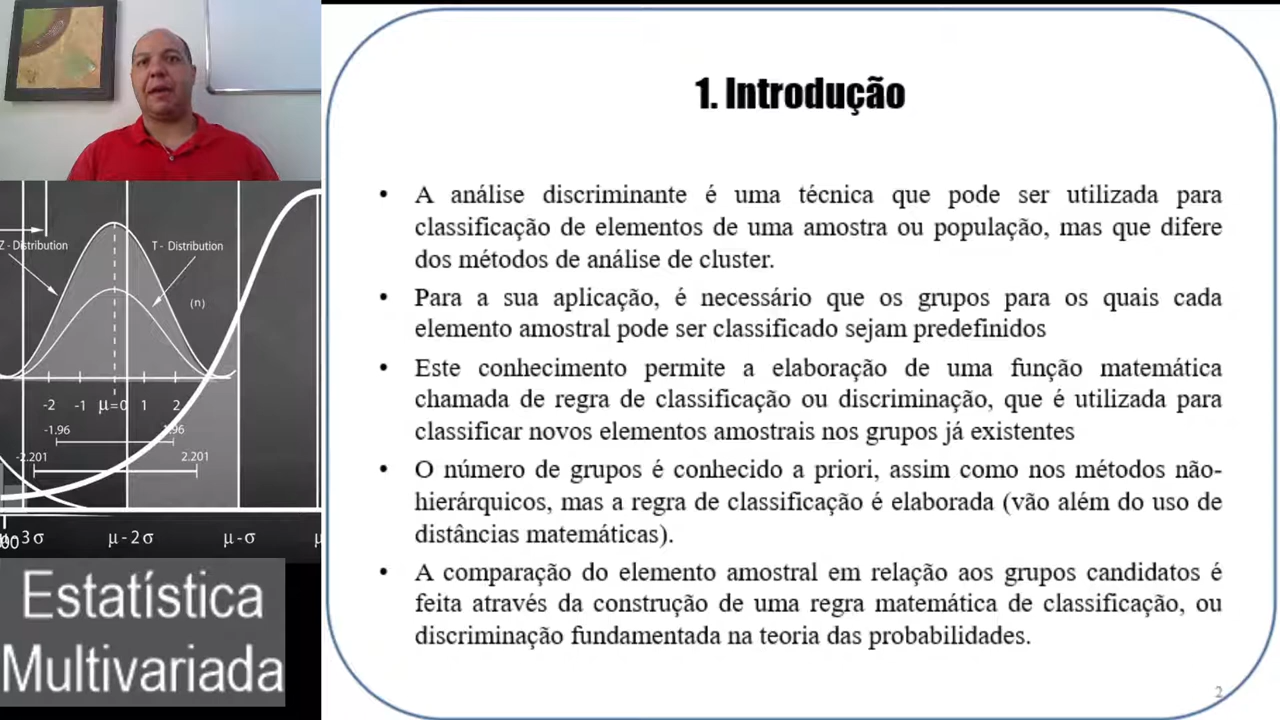 1. Introdução
• A análise discriminante é uma técnica que pode ser utilizada para
classificação de elementos de uma amostra ou população, mas que difere
dos métodos de análise de cluster.
• Para a sua aplicação, é necessário que os grupos para os quais cada
elemento amostral pode ser classificado sejam predefinidos
• Este conhecimento permite a elaboração de uma função matemática
chamada de regra de classificação ou discriminação, que é utilizada para
classificar novos elementos amostrais nos grupos já existentes
• O número de grupos é conhecido a priori, assim como nos métodos não-
hierárquicos, mas a regra de classificação é elaborada (vão além do uso de
distâncias matemáticas).
• A comparação do elemento amostral em relação aos grupos candidatos é
feita através da construção de uma regra matemática de classificação, ou
discriminação fundamentada na teoria das probabilidades.
2
Z - Distribution
T - Distribution
(n)
-2 -1 μ=0 1 2
-1.96 .96
-2.201 2.201
μ-3σ μ-2σ μ-σ
Estatística
Multivariada